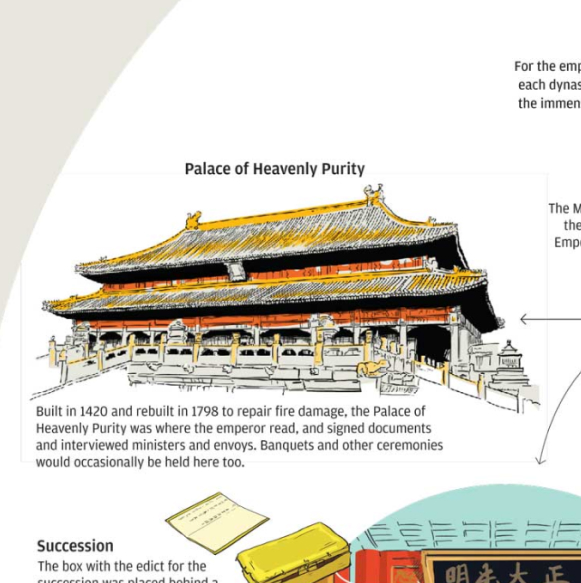 For the emp
each dynas
the immen
Palace of Heavenly Purity
The M
the
Empe
Built in 1420 and rebuilt in 1798 to repair fire damage, the Palace of
Heavenly Purity was where the emperor read, and signed documents
and interviewed ministers and envoys. Banquets and other ceremonies
would occasionally be held here too.
Succession
The box with the edict for the
succession was placed behind a
明光大正